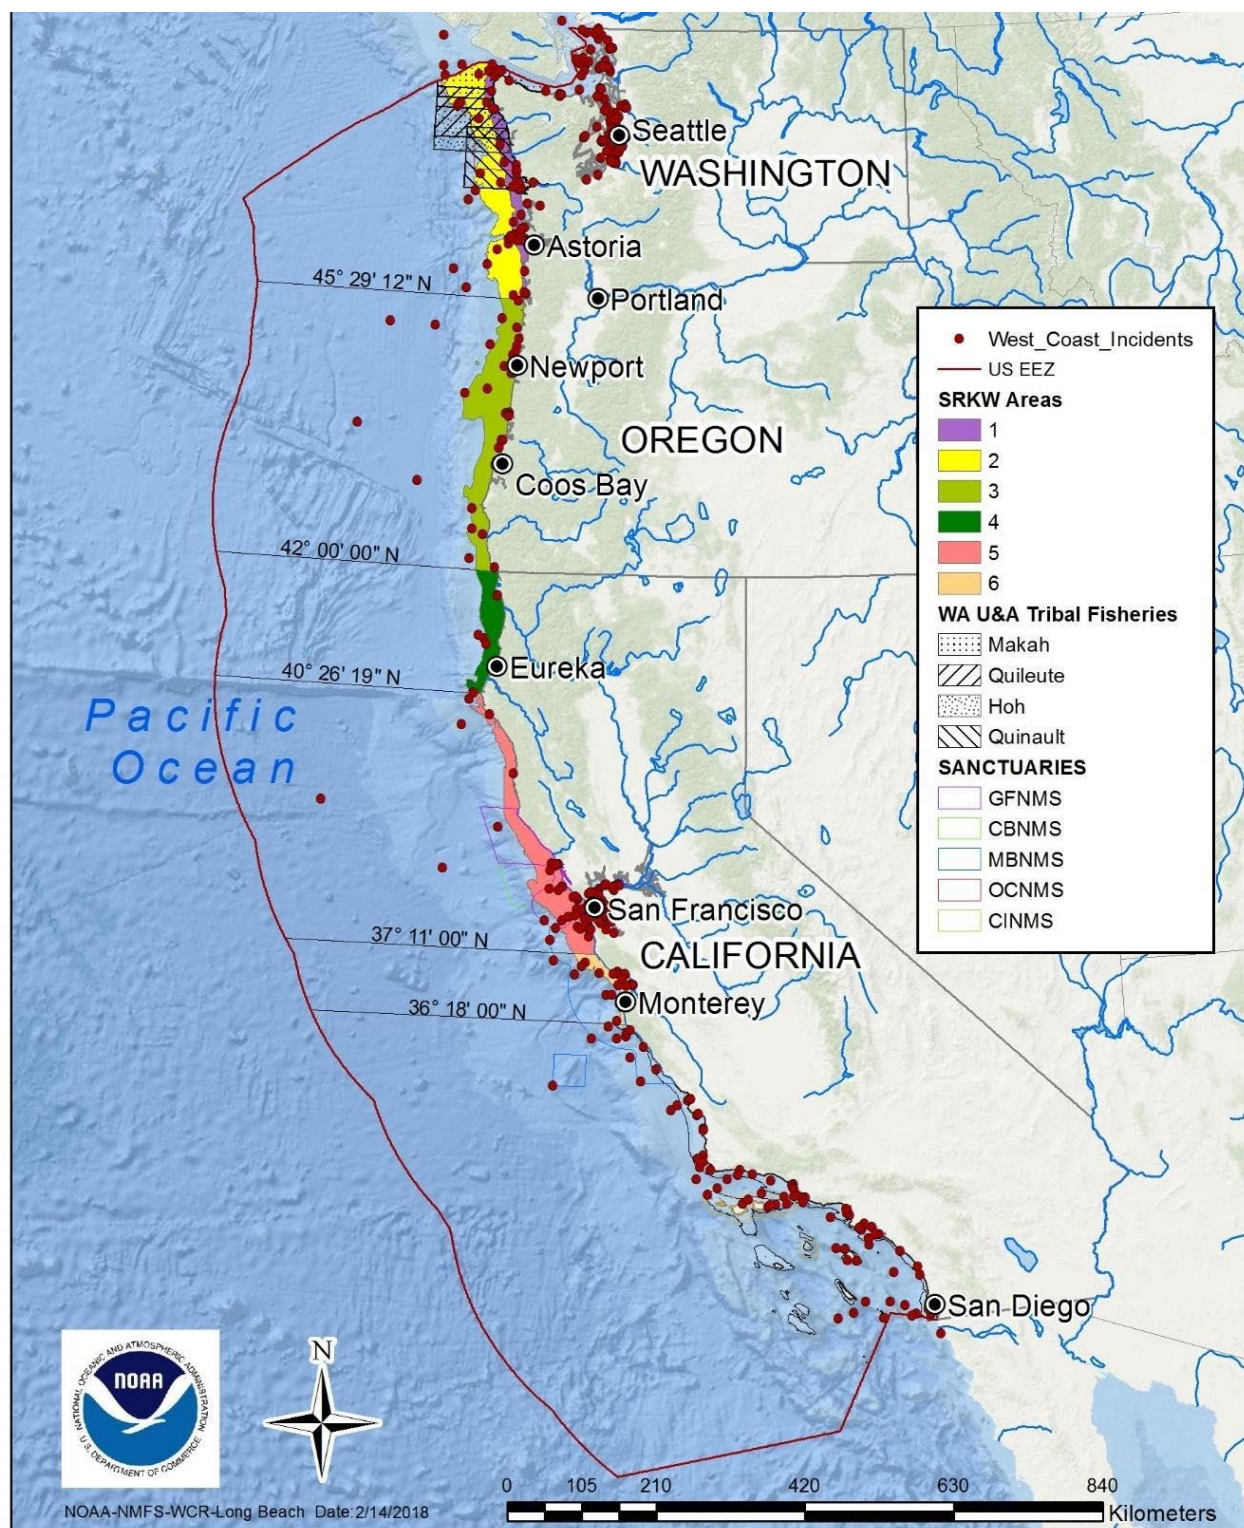 Seattle
WASHINGTON
Astoria
45° 29' 12" N
Portland
Newport
OREGON
Coos Bay
42° 00' 00" N
40° 26' 19" N
Eureka
Pacific
Ocean
San Francisco
37° 11' 00" N
CALIFORNIA
36° 18' 00" N
Monterey
San Diego
West_Coast_Incidents
US EEZ
SRKW Areas
1
2
3
4
5
6
WA U&A Tribal Fisheries
Makah
Quileute
Hoh
Quinault
SANCTUARIES
GFNMS
CBNMS
MBNMS
OCNMS
CINMS
NATIONAL OCEANIC AND ATMOSPHERIC ADMINISTRATION
NOAA
U.S. DEPARTMENT OF COMMERCE
N
NOAA-NMFS-WCR-Long Beach Date:2/14/2018
0 105 210 420 630 840
Kilometers